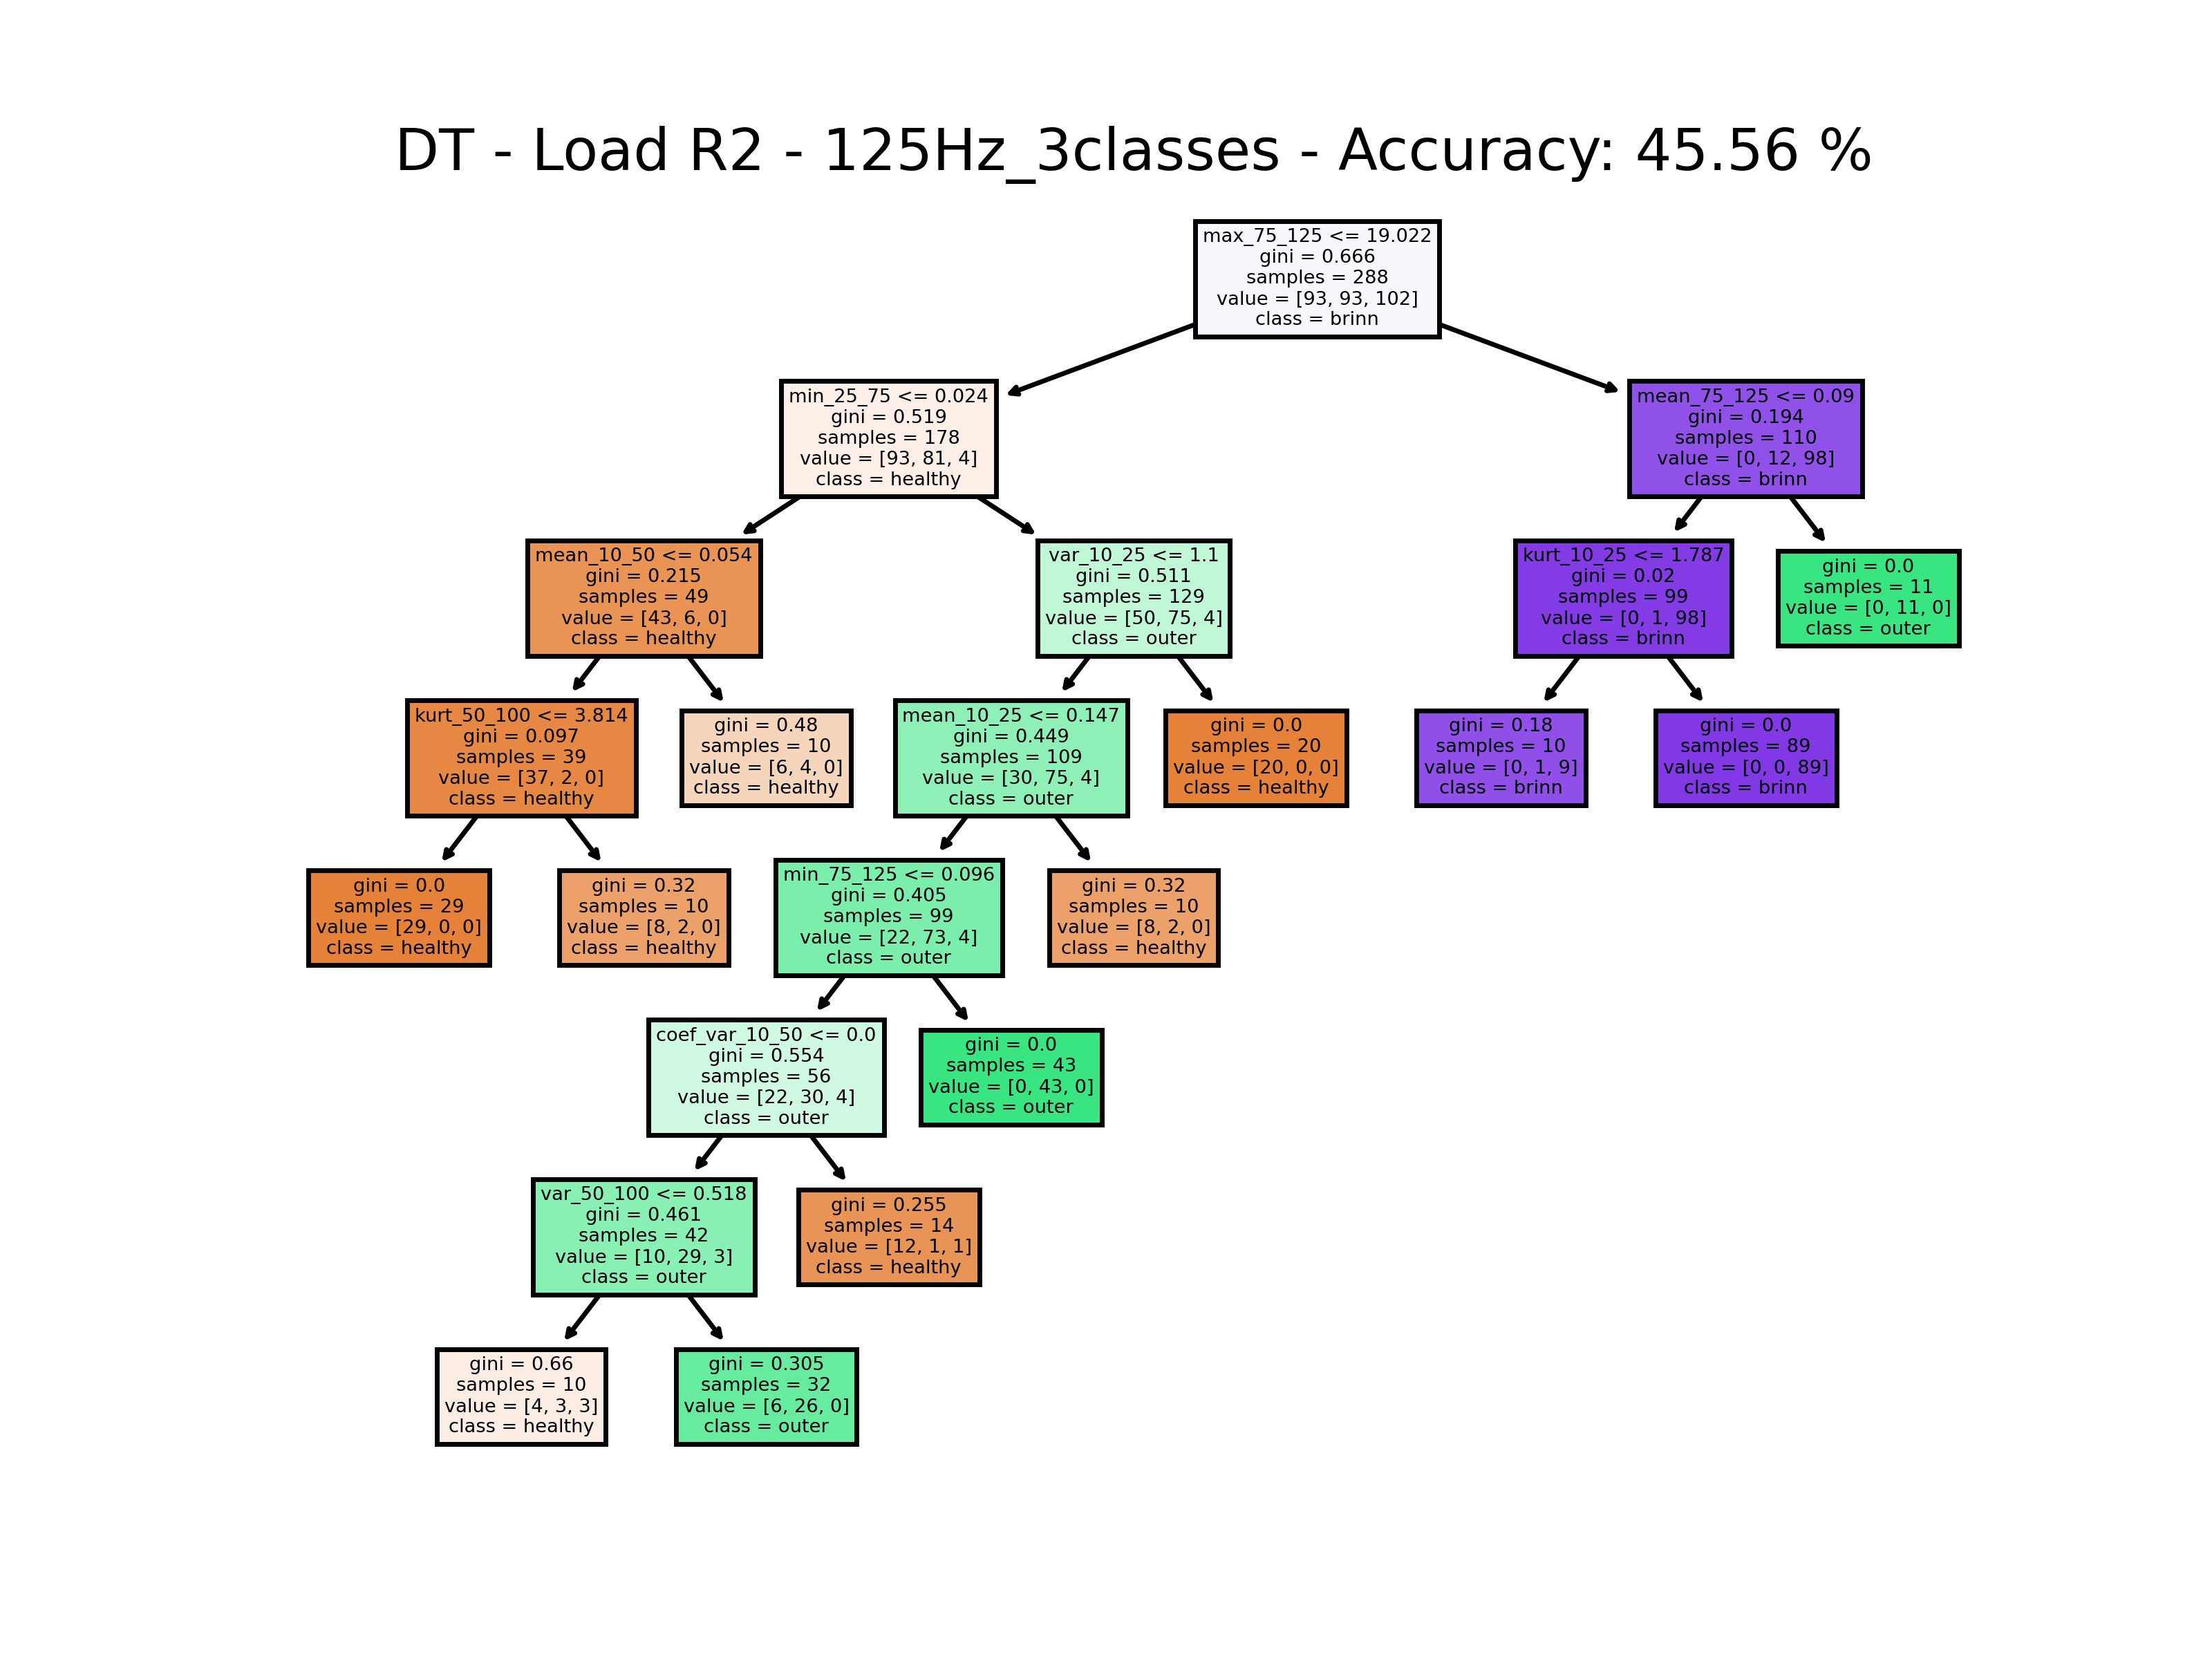 DT - Load R2 - 125Hz_3classes - Accuracy: 45.56 %
max_75_125 <= 19.022
gini = 0.666
samples = 288
value = [93, 93, 102]
class = brinn
min_25_75 <= 0.024
gini = 0.519
samples = 178
value = [93, 81, 4]
class = healthy
mean_75_125 <= 0.09
gini = 0.194
samples = 110
value = [0, 12, 98]
class = brinn
mean_10_50 <= 0.054
gini = 0.215
samples = 49
value = [43, 6, 0]
class = healthy
var_10_25 <= 1.1
gini = 0.511
samples = 129
value = [50, 75, 4]
class = outer
kurt_10_25 <= 1.787
gini = 0.02
samples = 99
value = [0, 1, 98]
class = brinn
gini = 0.0
samples = 11
value = [0, 11, 0]
class = outer
kurt_50_100 <= 3.814
gini = 0.097
samples = 39
value = [37, 2, 0]
class = healthy
gini = 0.48
samples = 10
value = [6, 4, 0]
class = healthy
mean_10_25 <= 0.147
gini = 0.449
samples = 109
value = [30, 75, 4]
class = outer
gini = 0.0
samples = 20
value = [20, 0, 0]
class = healthy
gini = 0.18
samples = 10
value = [0, 1, 9]
class = brinn
gini = 0.0
samples = 89
value = [0, 0, 89]
class = brinn
gini = 0.0
samples = 29
value = [29, 0, 0]
class = healthy
gini = 0.32
samples = 10
value = [8, 2, 0]
class = healthy
min_75_125 <= 0.096
gini = 0.405
samples = 99
value = [22, 73, 4]
class = outer
gini = 0.32
samples = 10
value = [8, 2, 0]
class = healthy
coef_var_10_50 <= 0.0
gini = 0.554
samples = 56
value = [22, 30, 4]
class = outer
gini = 0.0
samples = 43
value = [0, 43, 0]
class = outer
var_50_100 <= 0.518
gini = 0.461
samples = 42
value = [10, 29, 3]
class = outer
gini = 0.255
samples = 14
value = [12, 1, 1]
class = healthy
gini = 0.66
samples = 10
value = [4, 3, 3]
class = healthy
gini = 0.305
samples = 32
value = [6, 26, 0]
class = outer